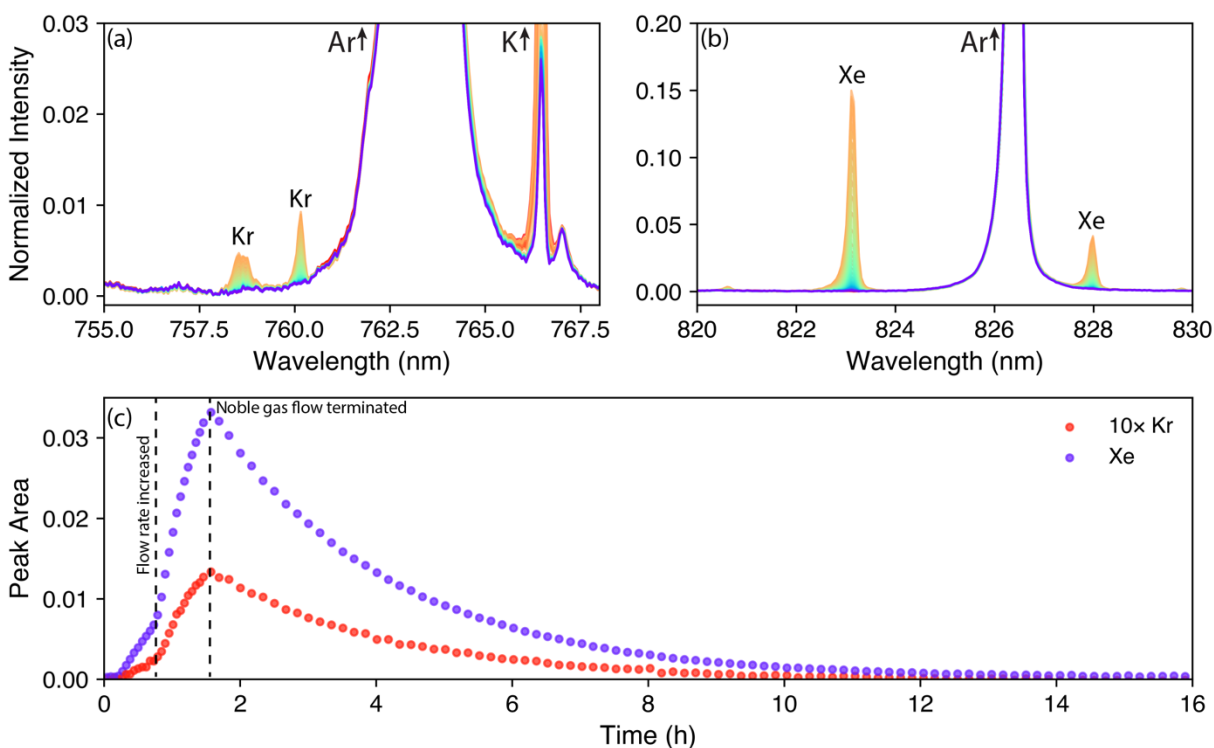 (a)
Ar↑
K↑
Kr
Kr
Normalized Intensity
0.03
0.02
0.01
0.00
755.0 757.5 760.0 762.5 765.0 767.5
Wavelength (nm)
(b)
Ar↑
Xe
Xe
0.20
0.15
0.10
0.05
0.00
820 822 824 826 828 830
Wavelength (nm)
(c)
Flow rate increased
Noble gas flow terminated
10× Kr
Xe
Peak Area
0.03
0.02
0.01
0.00
0 2 4 6 8 10 12 14 16
Time (h)